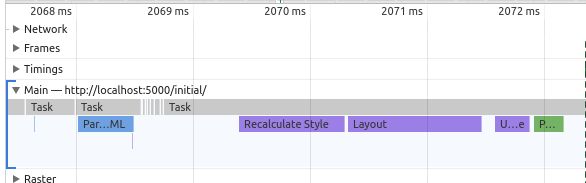 2068 ms 2069 ms 2070 ms 2071 ms 2072 ms
Network
Frames
Timings
Main — http://localhost:5000/initial/
Task Task Task
Par…ML Recalculate Style Layout U…e P…
Raster